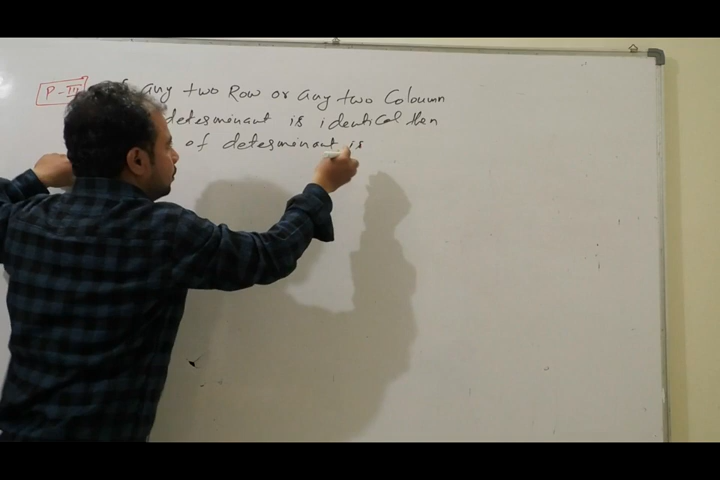 P-III any two Row or any two Coloumn
determinant is identical then
of determinant is